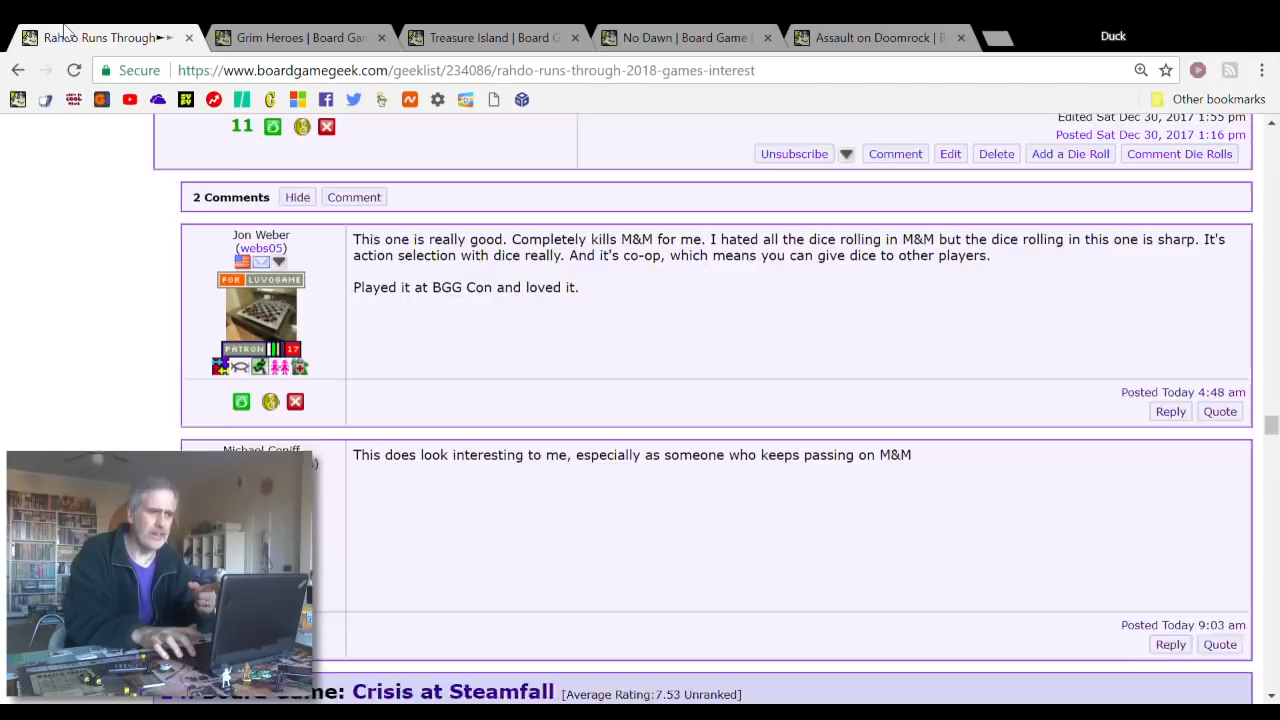 Rahdo Runs Through
Grim Heroes | Board Gam
Treasure Island | Board G
No Dawn | Board Game |
Assault on Doomrock | B
Duck
Secure
https://www.boardgamegeek.com/geeklist/234086/rahdo-runs-through-2018-games-interest
Other bookmarks
11
Edited Sat Dec 30, 2017 1:55 pm
Posted Sat Dec 30, 2017 1:16 pm
Unsubscribe Comment Edit Delete Add a Die Roll Comment Die Rolls
2 Comments Hide Comment
Jon Weber
(webs05)
FOR LUVOGAME
PATRON 17
This one is really good. Completely kills M&M for me. I hated all the dice rolling in M&M but the dice rolling in this one is sharp. It's
action selection with dice really. And it's co-op, which means you can give dice to other players.
Played it at BGG Con and loved it.
Posted Today 4:48 am
Reply Quote
Michael Coniff
This does look interesting to me, especially as someone who keeps passing on M&M
Posted Today 9:03 am
Reply Quote
Game: Crisis at Steamfall [Average Rating:7.53 Unranked]